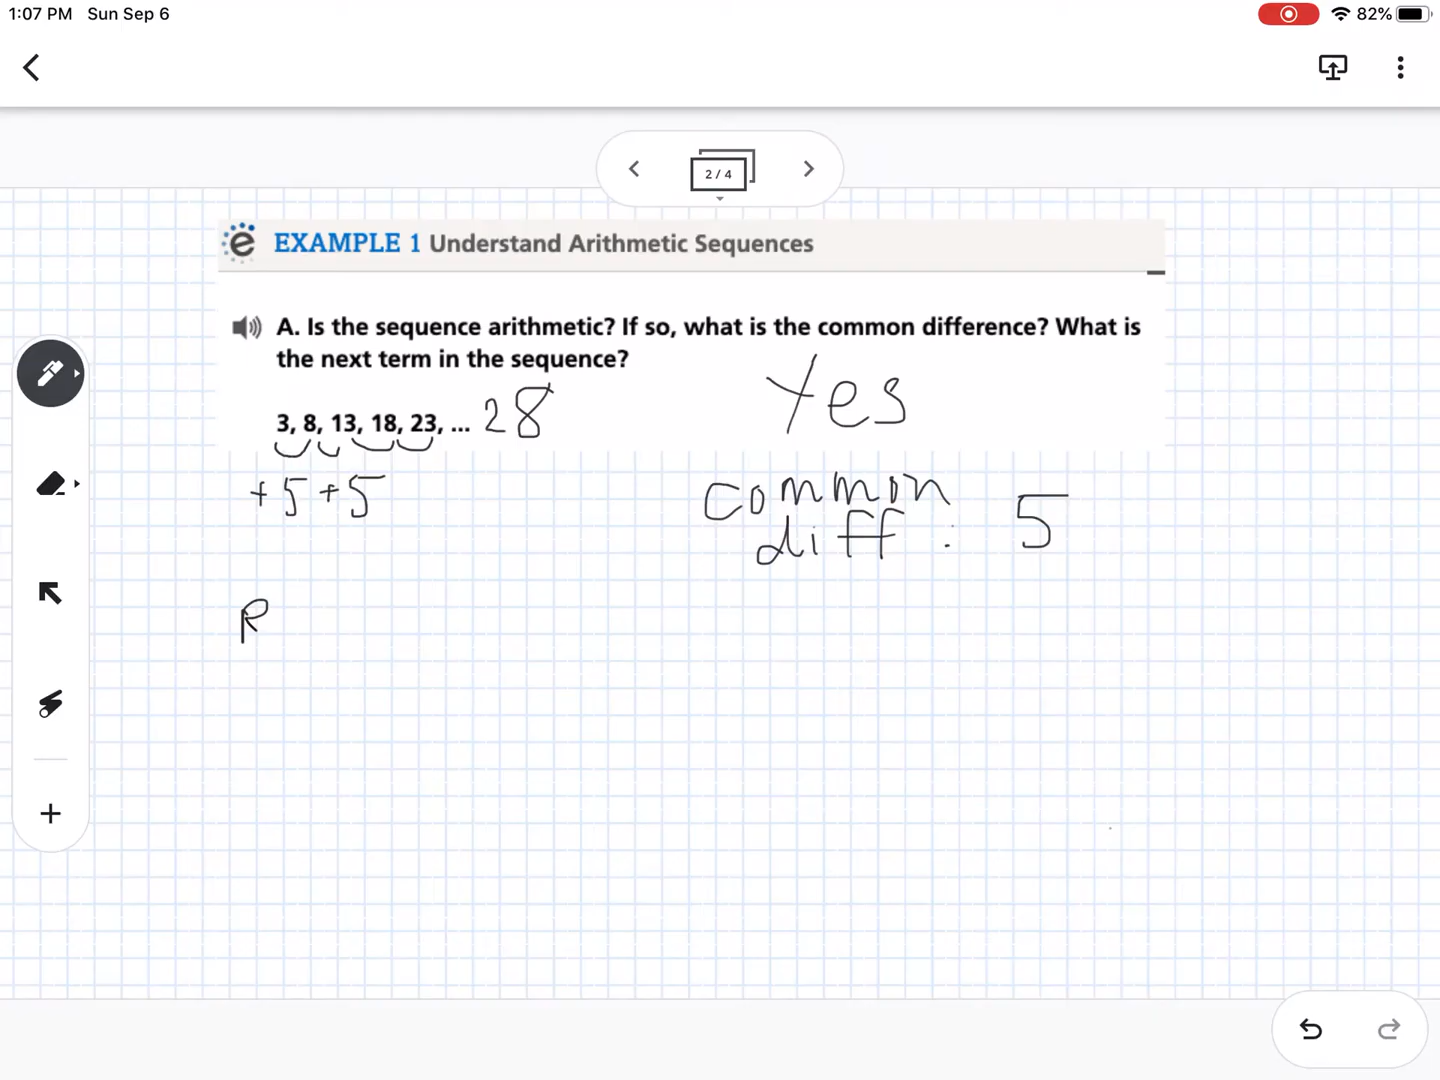 1:07 PM Sun Sep 6
82%
2 / 4
EXAMPLE 1 Understand Arithmetic Sequences
A. Is the sequence arithmetic? If so, what is the common difference? What is
the next term in the sequence?
Yes
3, 8, 13, 18, 23, ... 28
+5 +5
common
diff : 5
R